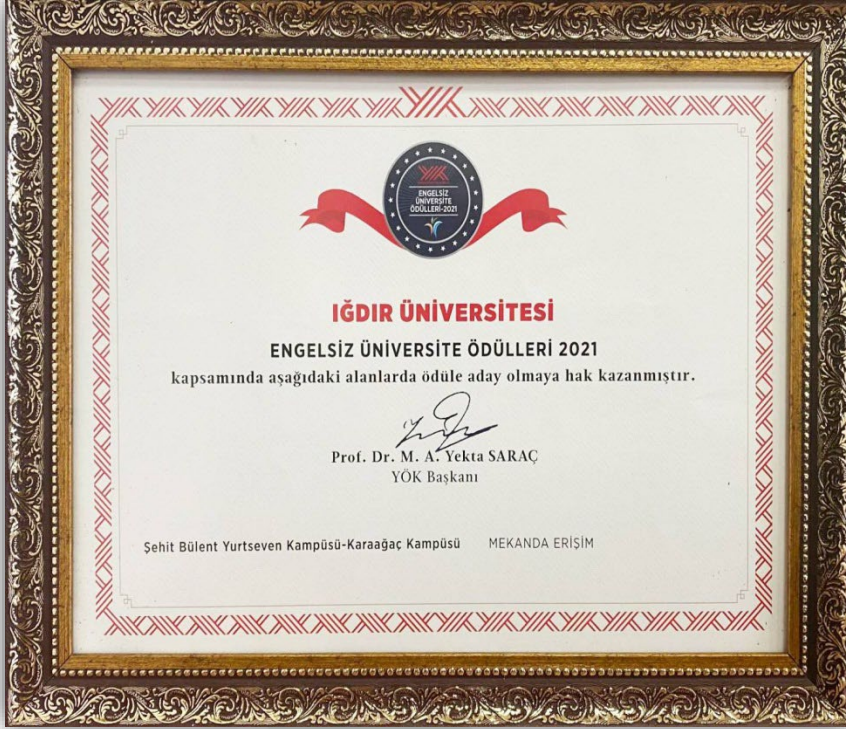 YÖK
YÖK
ENGELSİZ
ÜNİVERSİTE
ÖDÜLLERİ-2021
IĞDIR ÜNİVERSİTESİ
ENGELSİZ ÜNİVERSİTE ÖDÜLLERİ 2021
kapsamında aşağıdaki alanlarda ödüle aday olmaya hak kazanmıştır.
Prof. Dr. M. A. Yekta SARAÇ
YÖK Başkanı
Şehit Bülent Yurtseven Kampüsü-Karaağaç Kampüsü MEKANDA ERİŞİM